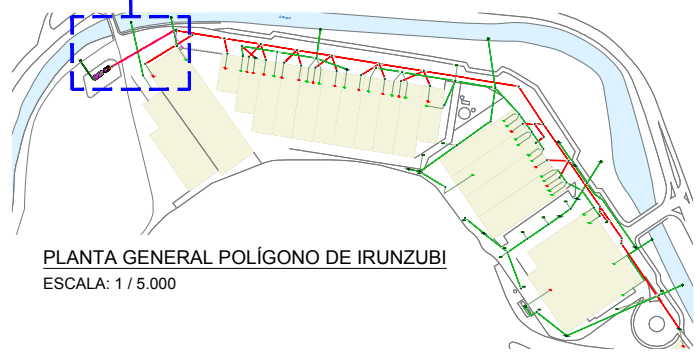 PLANTA GENERAL POLÍGONO DE IRUNZUBI
ESCALA: 1 / 5.000